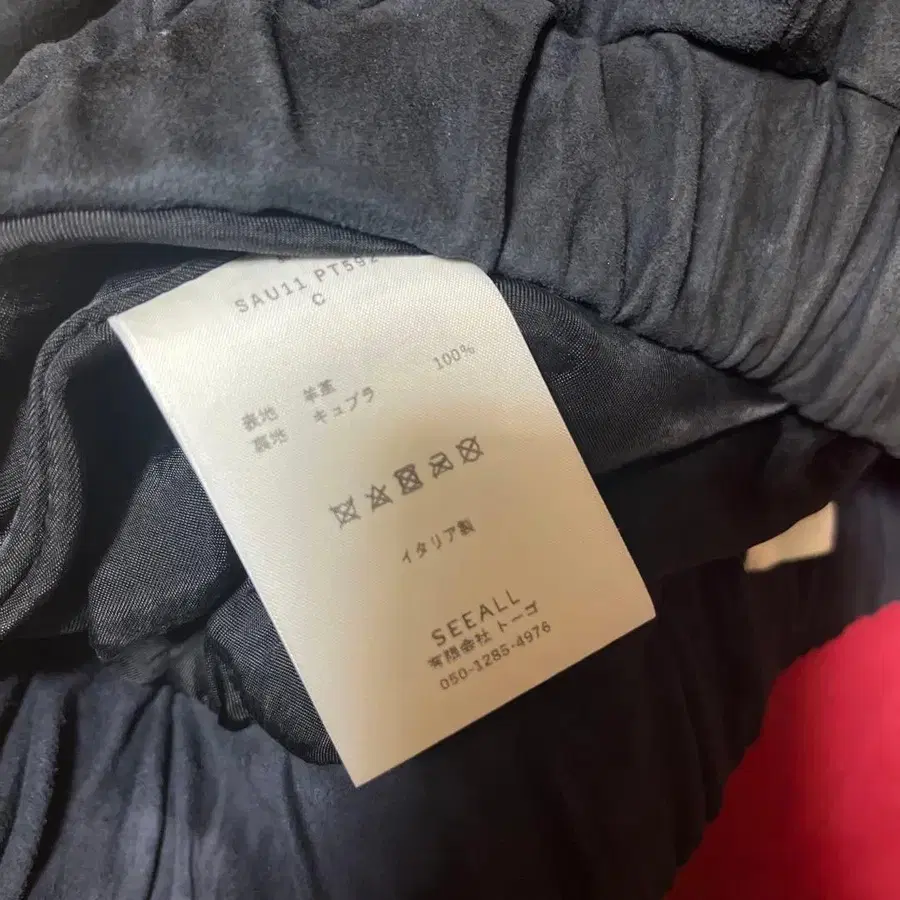 SAU11 PT592
C
表地 羊革
裏地 キュプラ 100%
イタリア製
SEEALL
有限会社 トーゴ
050-1285-4976